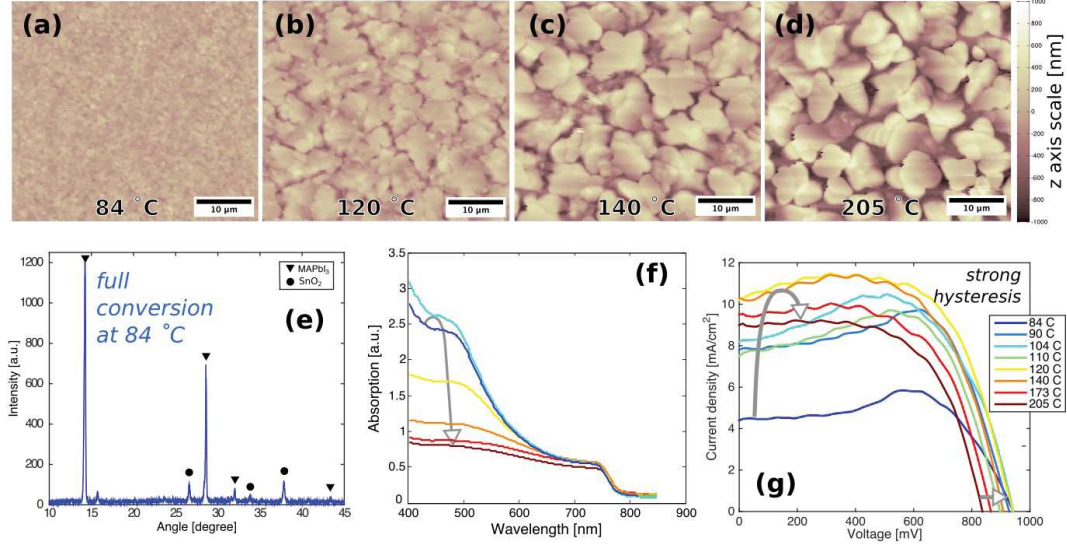 (a)
84 °C
10 μm
(b)
120 °C
10 μm
(c)
140 °C
10 μm
(d)
205 °C
10 μm
1000
800
600
400
200
0
-200
-400
-600
-800
-1000
z axis scale [nm]
1200
1000
800
600
400
200
0
Intensity [a.u.]
full
conversion
at 84 °C
MAPbI₃
SnO₂
(e)
10 15 20 25 30 35 40 45
Angle [degree]
3.5
3
2.5
2.0
1.5
1.0
0.5
0
Absorption [a.u.]
(f)
400 500 600 700 800 900
Wavelength [nm]
12
10
8
6
4
2
0
Current density [mA/cm²]
strong
hysteresis
84 C
90 C
104 C
110 C
120 C
140 C
173 C
205 C
(g)
0 200 400 600 800 1000
Voltage [mV]